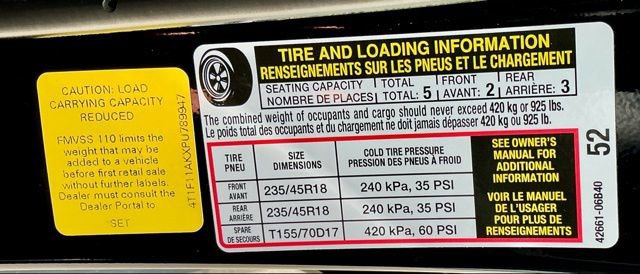 CAUTION: LOAD
CARRYING CAPACITY
REDUCED
FMVSS 110 limits the
weight that may be
added to a vehicle
before first retail sale
without further labels.
Dealer must consult the
Dealer Portal to
SET
4T1F11AKXPU789947
TIRE AND LOADING INFORMATION
RENSEIGNEMENTS SUR LES PNEUS ET LE CHARGEMENT
SEATING CAPACITY TOTAL FRONT REAR
NOMBRE DE PLACES TOTAL: 5 AVANT: 2 ARRIÈRE: 3
The combined weight of occupants and cargo should never exceed 420 kg or 925 lbs.
Le poids total des occupants et du chargement ne doit jamais dépasser 420 kg ou 925 lb.
TIRE SIZE COLD TIRE PRESSURE
PNEU DIMENSIONS PRESSION DES PNEUS À FROID
FRONT
AVANT 235/45R18 240 kPa, 35 PSI
REAR
ARRIÈRE 235/45R18 240 kPa, 35 PSI
SPARE
DE SECOURS T155/70D17 420 kPa, 60 PSI
SEE OWNER'S
MANUAL FOR
ADDITIONAL
INFORMATION
VOIR LE MANUEL
DE L'USAGER
POUR PLUS DE
RENSEIGNEMENTS
52
42661-06B40